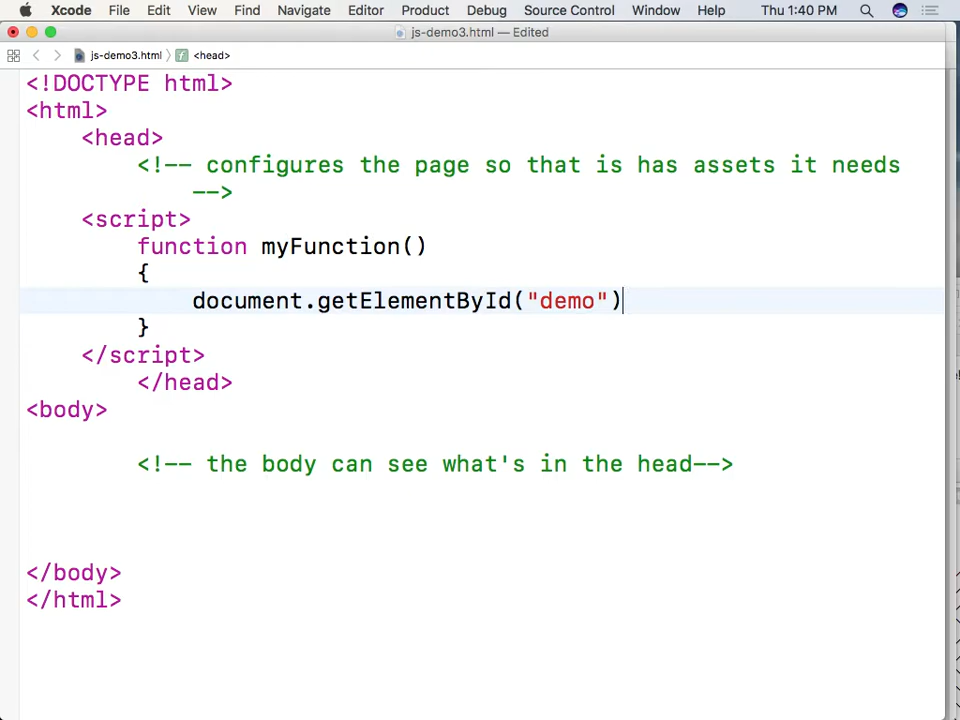 Xcode File Edit View Find Navigate Editor Product Debug Source Control Window Help Thu 1:40 PM
js-demo3.html — Edited
js-demo3.html 〉 <head>
<!DOCTYPE html>
<html>
<head>
<!-- configures the page so that is has assets it needs
-->
<script>
function myFunction()
{
document.getElementById("demo")
}
</script>
</head>
<body>
<!-- the body can see what's in the head-->
</body>
</html>